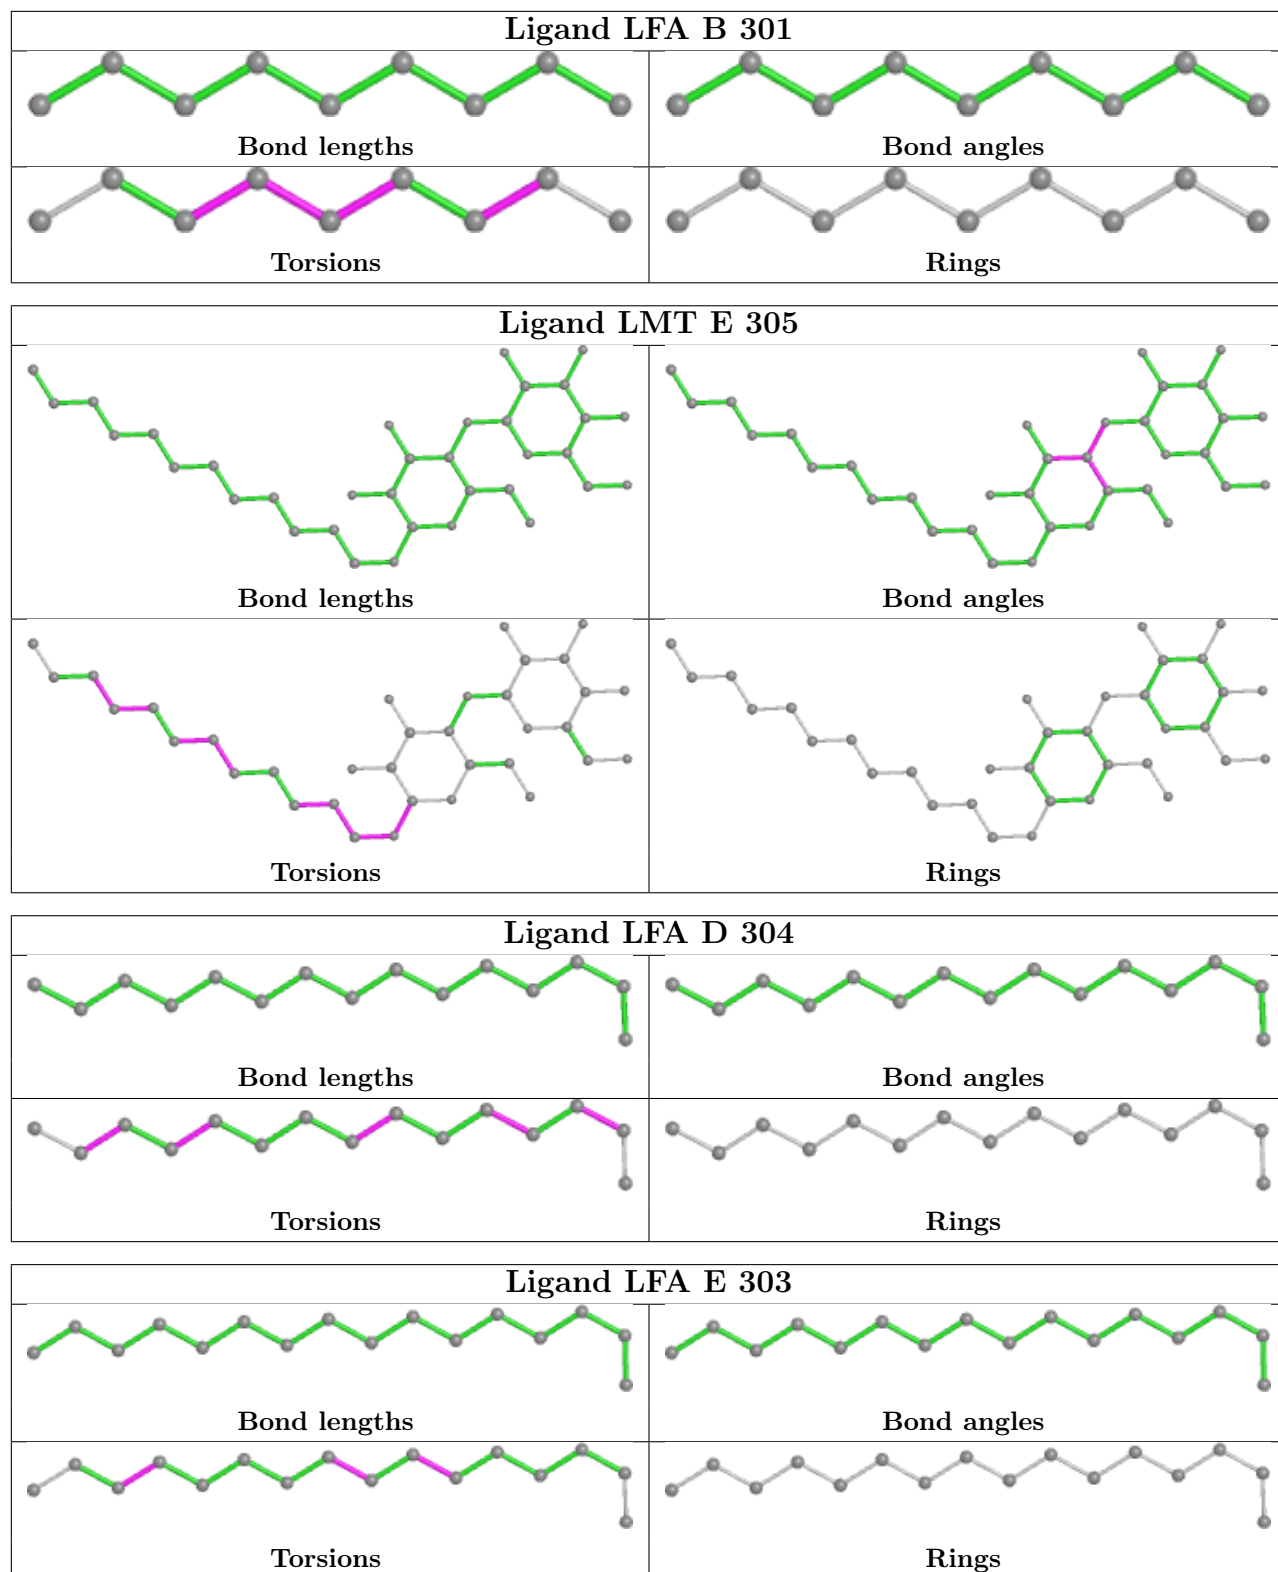 Ligand LFA B 301
Bond lengths
Bond angles
Torsions
Rings
Ligand LMT E 305
Bond lengths
Bond angles
Torsions
Rings
Ligand LFA D 304
Bond lengths
Bond angles
Torsions
Rings
Ligand LFA E 303
Bond lengths
Bond angles
Torsions
Rings